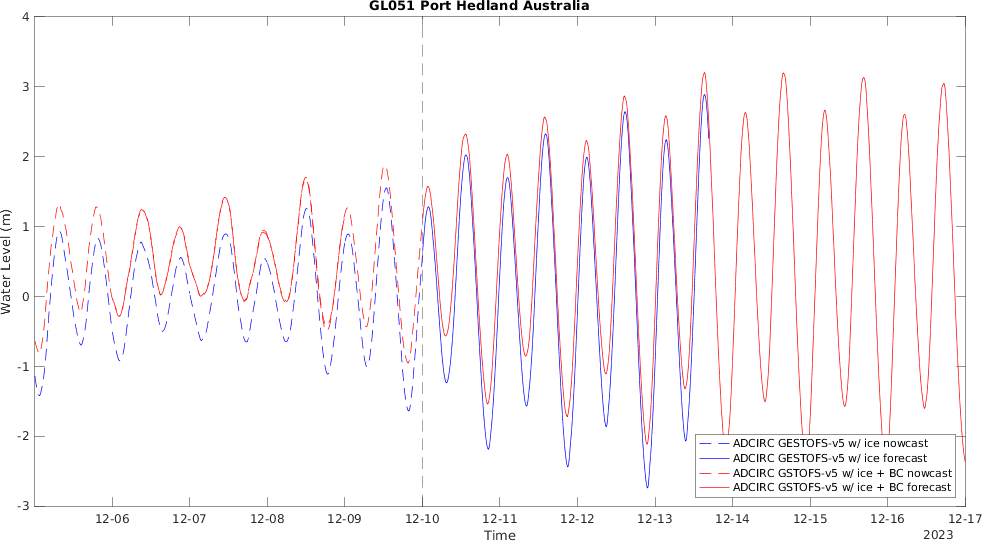 GL051 Port Hedland Australia
4
3
2
1
0
-1
-2
-3
Water Level (m)
ADCIRC GESTOFS-v5 w/ ice nowcast
ADCIRC GESTOFS-v5 w/ ice forecast
ADCIRC GSTOFS-v5 w/ ice + BC nowcast
ADCIRC GSTOFS-v5 w/ ice + BC forecast
12-06 12-07 12-08 12-09 12-10 12-11 12-12 12-13 12-14 12-15 12-16 12-17
Time
2023